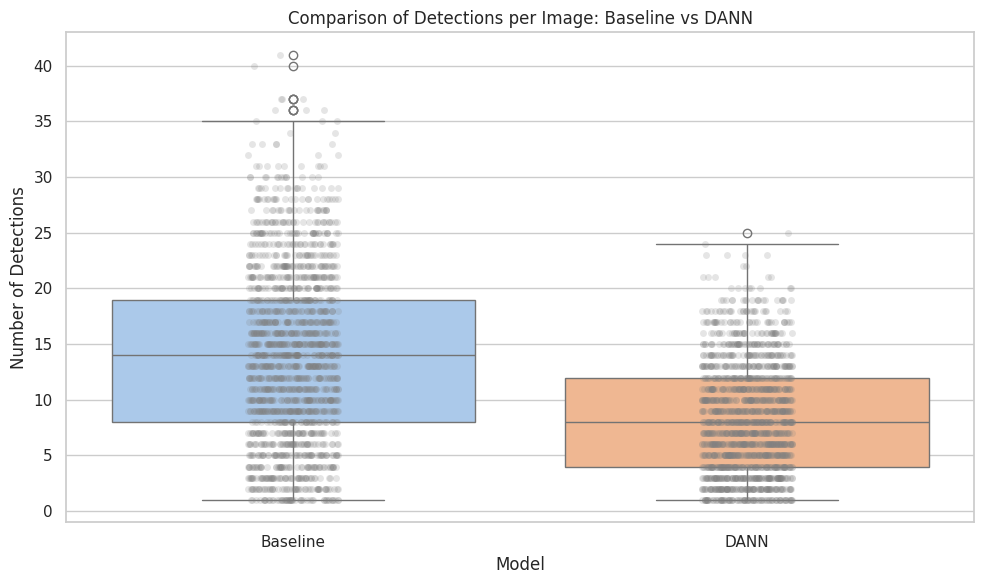 Comparison of Detections per Image: Baseline vs DANN
Number of Detections
40
35
30
25
20
15
10
5
0
Baseline
DANN
Model